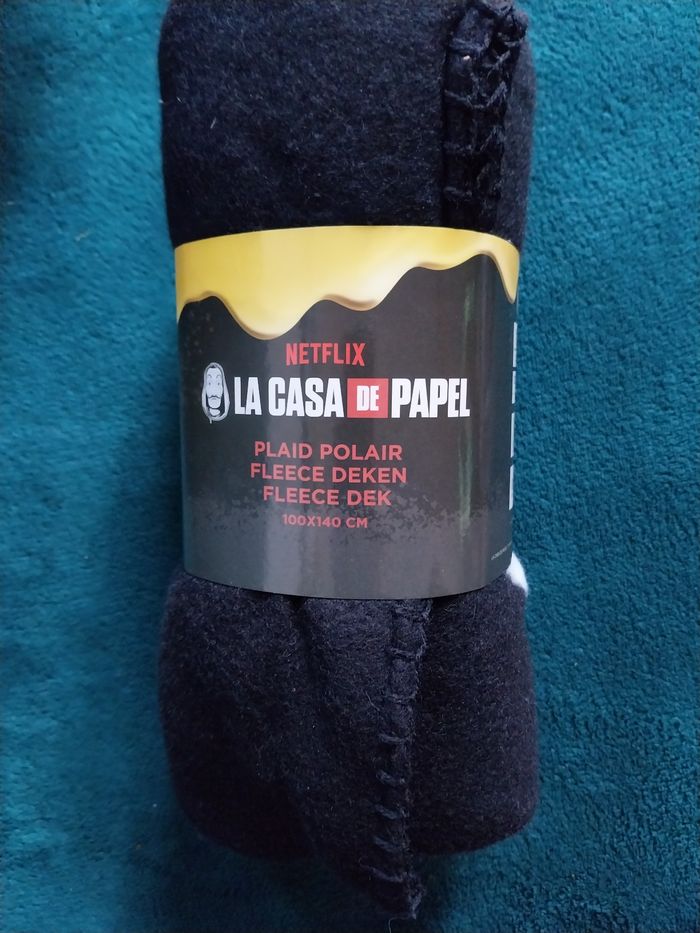 NETFLIX
LA CASA DE PAPEL
PLAID POLAIR
FLEECE DEKEN
FLEECE DEK
100X140 CM